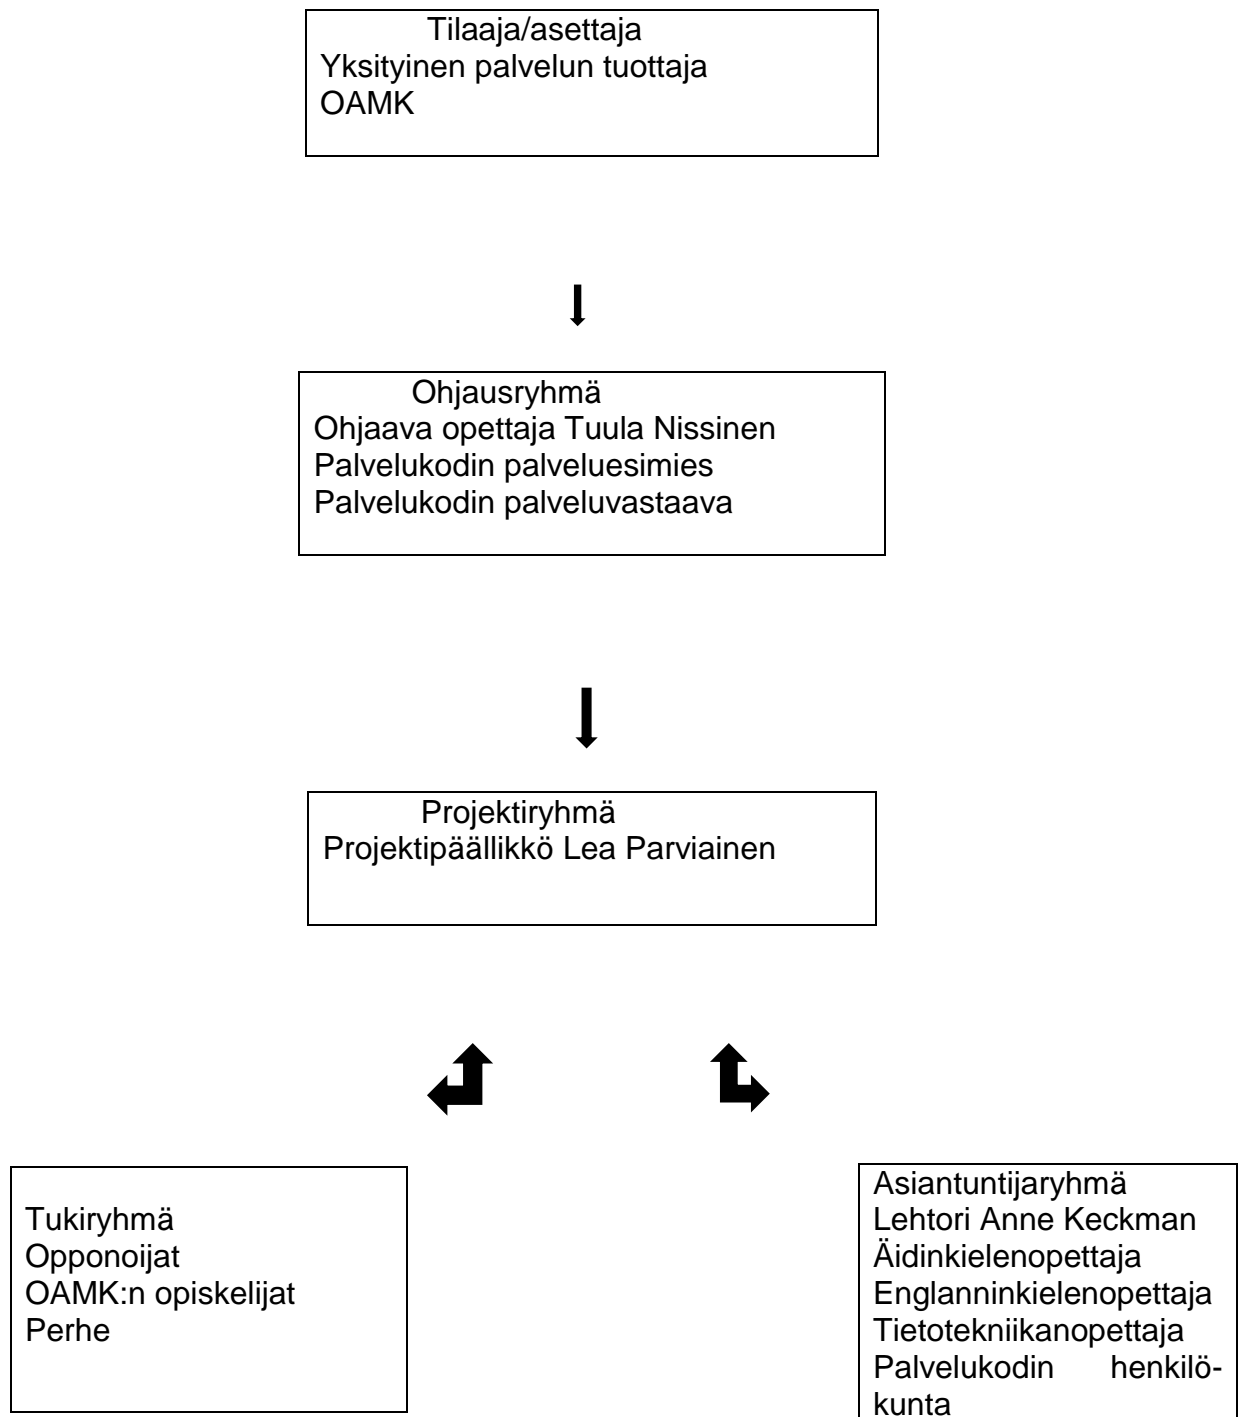 Tilaaja/asettaja
Yksityinen palvelun tuottaja
OAMK
Ohjausryhmä
Ohjaava opettaja Tuula Nissinen
Palvelukodin palveluesimies
Palvelukodin palveluvastaava
Projektiryhmä
Projektipäällikkö Lea Parviainen
Tukiryhmä
Opponoijat
OAMK:n opiskelijat
Perhe
Asiantuntijaryhmä
Lehtori Anne Keckman
Äidinkielenopettaja
Englanninkielenopettaja
Tietotekniikanopettaja
Palvelukodin henkilö-
kunta